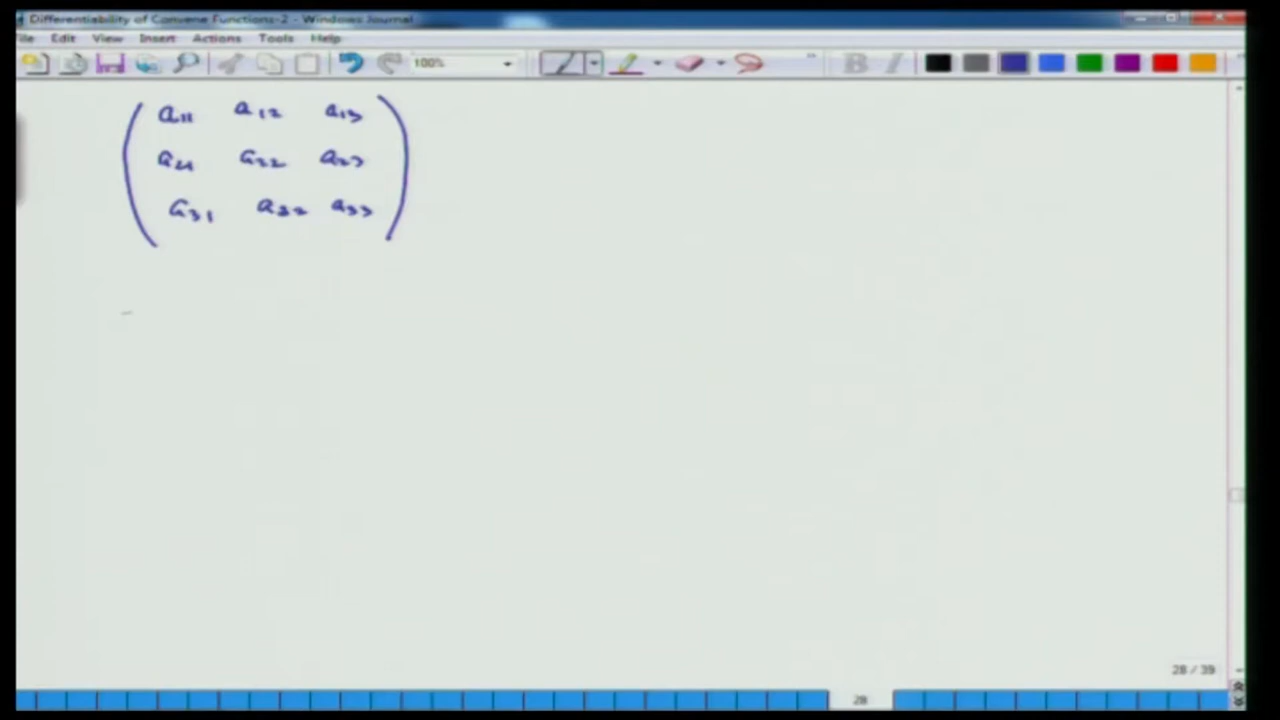 Differentiability of Convene Functions-2 - Windows Journal
File Edit View Insert Actions Tools Help
100% B I
a11 a12 a13
a21 a22 a23
a31 a32 a33
28 / 39
28